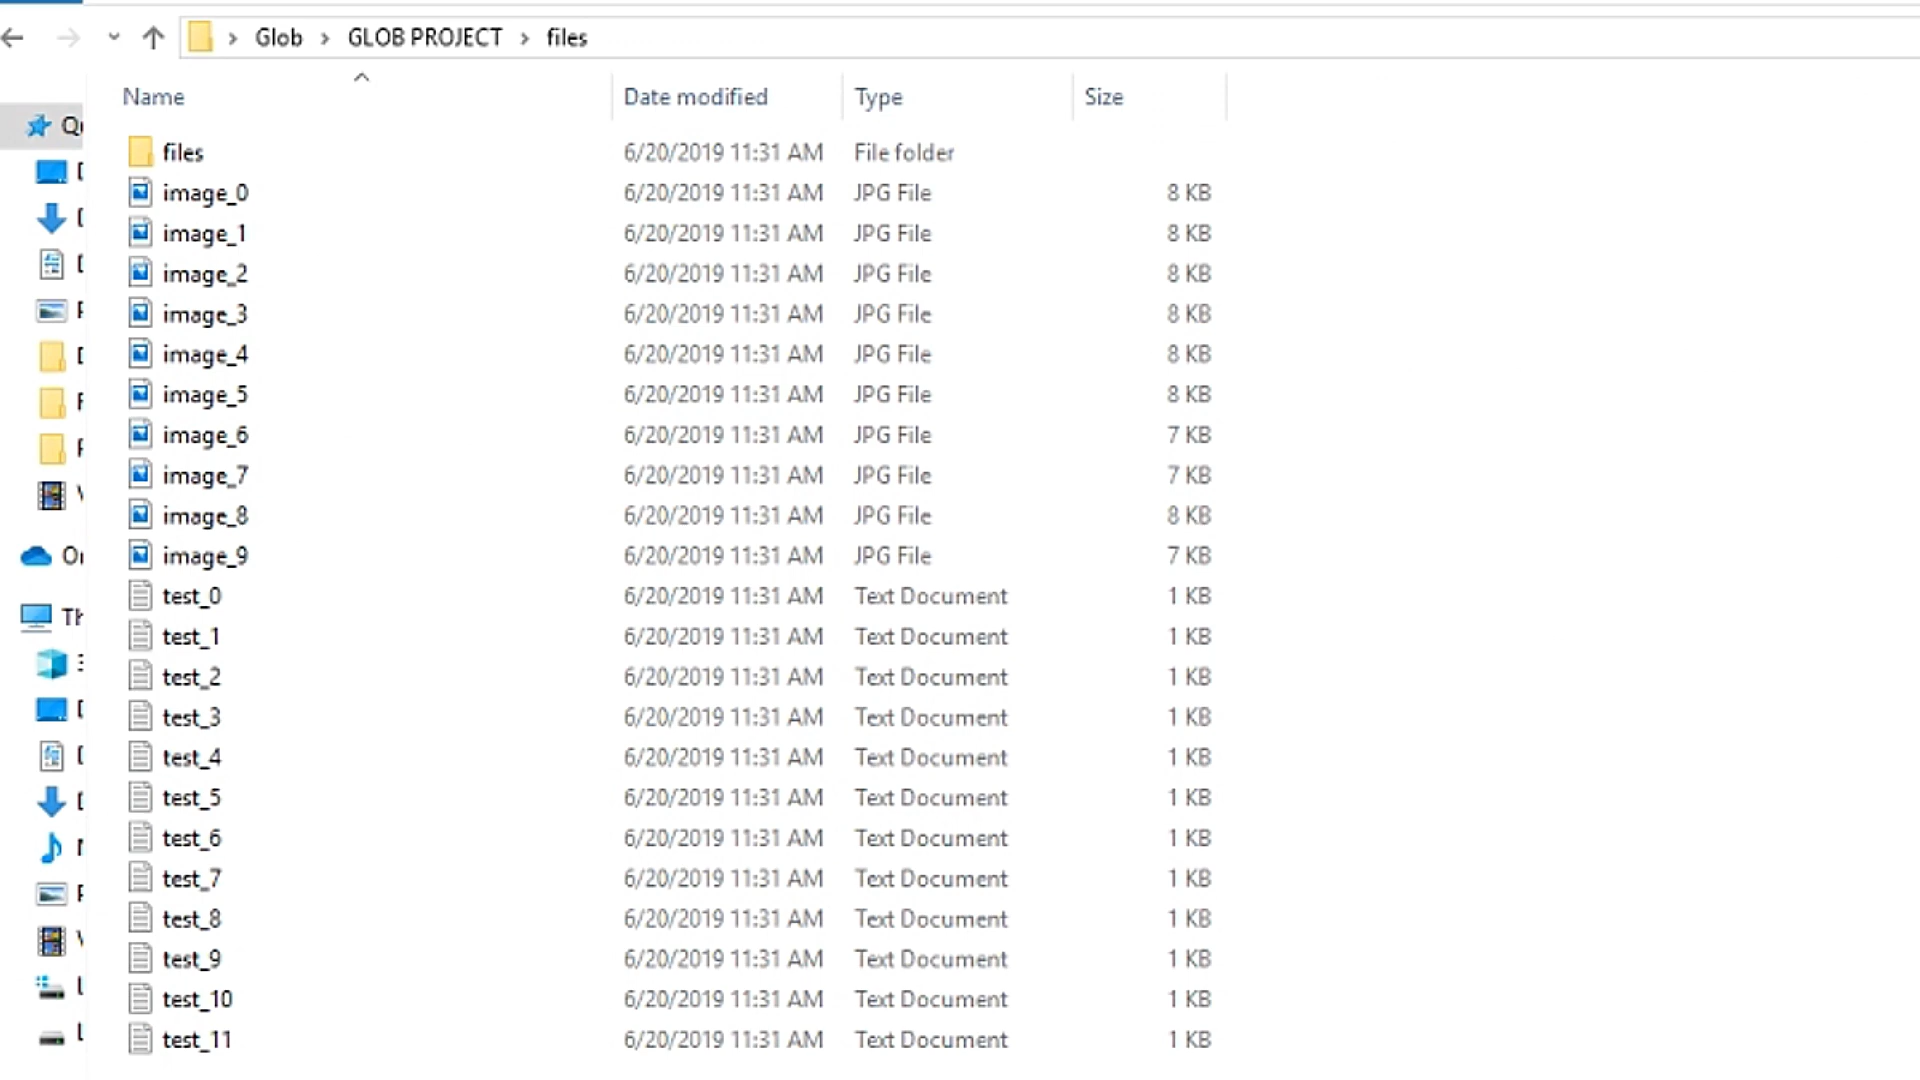 Glob > GLOB PROJECT > files
Name Date modified Type Size
files 6/20/2019 11:31 AM File folder
image_0 6/20/2019 11:31 AM JPG File 8 KB
image_1 6/20/2019 11:31 AM JPG File 8 KB
image_2 6/20/2019 11:31 AM JPG File 8 KB
image_3 6/20/2019 11:31 AM JPG File 8 KB
image_4 6/20/2019 11:31 AM JPG File 8 KB
image_5 6/20/2019 11:31 AM JPG File 8 KB
image_6 6/20/2019 11:31 AM JPG File 7 KB
image_7 6/20/2019 11:31 AM JPG File 7 KB
image_8 6/20/2019 11:31 AM JPG File 8 KB
image_9 6/20/2019 11:31 AM JPG File 7 KB
test_0 6/20/2019 11:31 AM Text Document 1 KB
test_1 6/20/2019 11:31 AM Text Document 1 KB
test_2 6/20/2019 11:31 AM Text Document 1 KB
test_3 6/20/2019 11:31 AM Text Document 1 KB
test_4 6/20/2019 11:31 AM Text Document 1 KB
test_5 6/20/2019 11:31 AM Text Document 1 KB
test_6 6/20/2019 11:31 AM Text Document 1 KB
test_7 6/20/2019 11:31 AM Text Document 1 KB
test_8 6/20/2019 11:31 AM Text Document 1 KB
test_9 6/20/2019 11:31 AM Text Document 1 KB
test_10 6/20/2019 11:31 AM Text Document 1 KB
test_11 6/20/2019 11:31 AM Text Document 1 KB